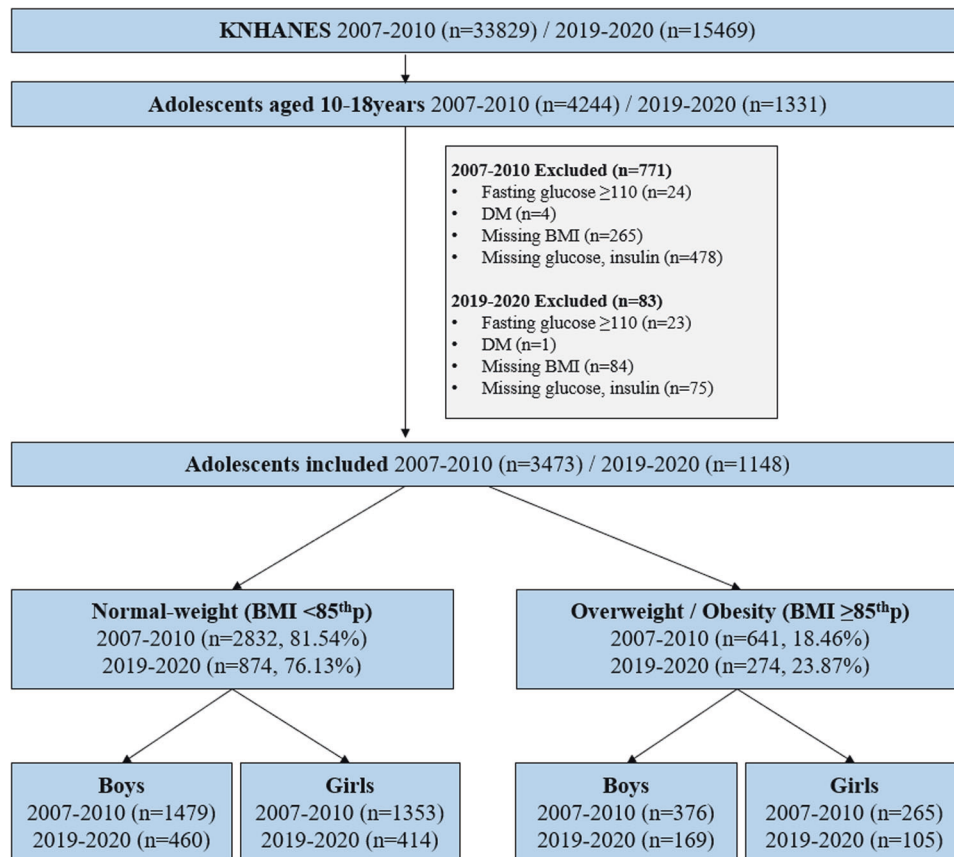 KNHANES 2007-2010 (n=33829) / 2019-2020 (n=15469)
Adolescents aged 10-18years 2007-2010 (n=4244) / 2019-2020 (n=1331)
2007-2010 Excluded (n=771)
• Fasting glucose ≥110 (n=24)
• DM (n=4)
• Missing BMI (n=265)
• Missing glucose, insulin (n=478)
2019-2020 Excluded (n=83)
• Fasting glucose ≥110 (n=23)
• DM (n=1)
• Missing BMI (n=84)
• Missing glucose, insulin (n=75)
Adolescents included 2007-2010 (n=3473) / 2019-2020 (n=1148)
Normal-weight (BMI <85thp)
2007-2010 (n=2832, 81.54%)
2019-2020 (n=874, 76.13%)
Overweight / Obesity (BMI ≥85thp)
2007-2010 (n=641, 18.46%)
2019-2020 (n=274, 23.87%)
Boys
2007-2010 (n=1479)
2019-2020 (n=460)
Girls
2007-2010 (n=1353)
2019-2020 (n=414)
Boys
2007-2010 (n=376)
2019-2020 (n=169)
Girls
2007-2010 (n=265)
2019-2020 (n=105)